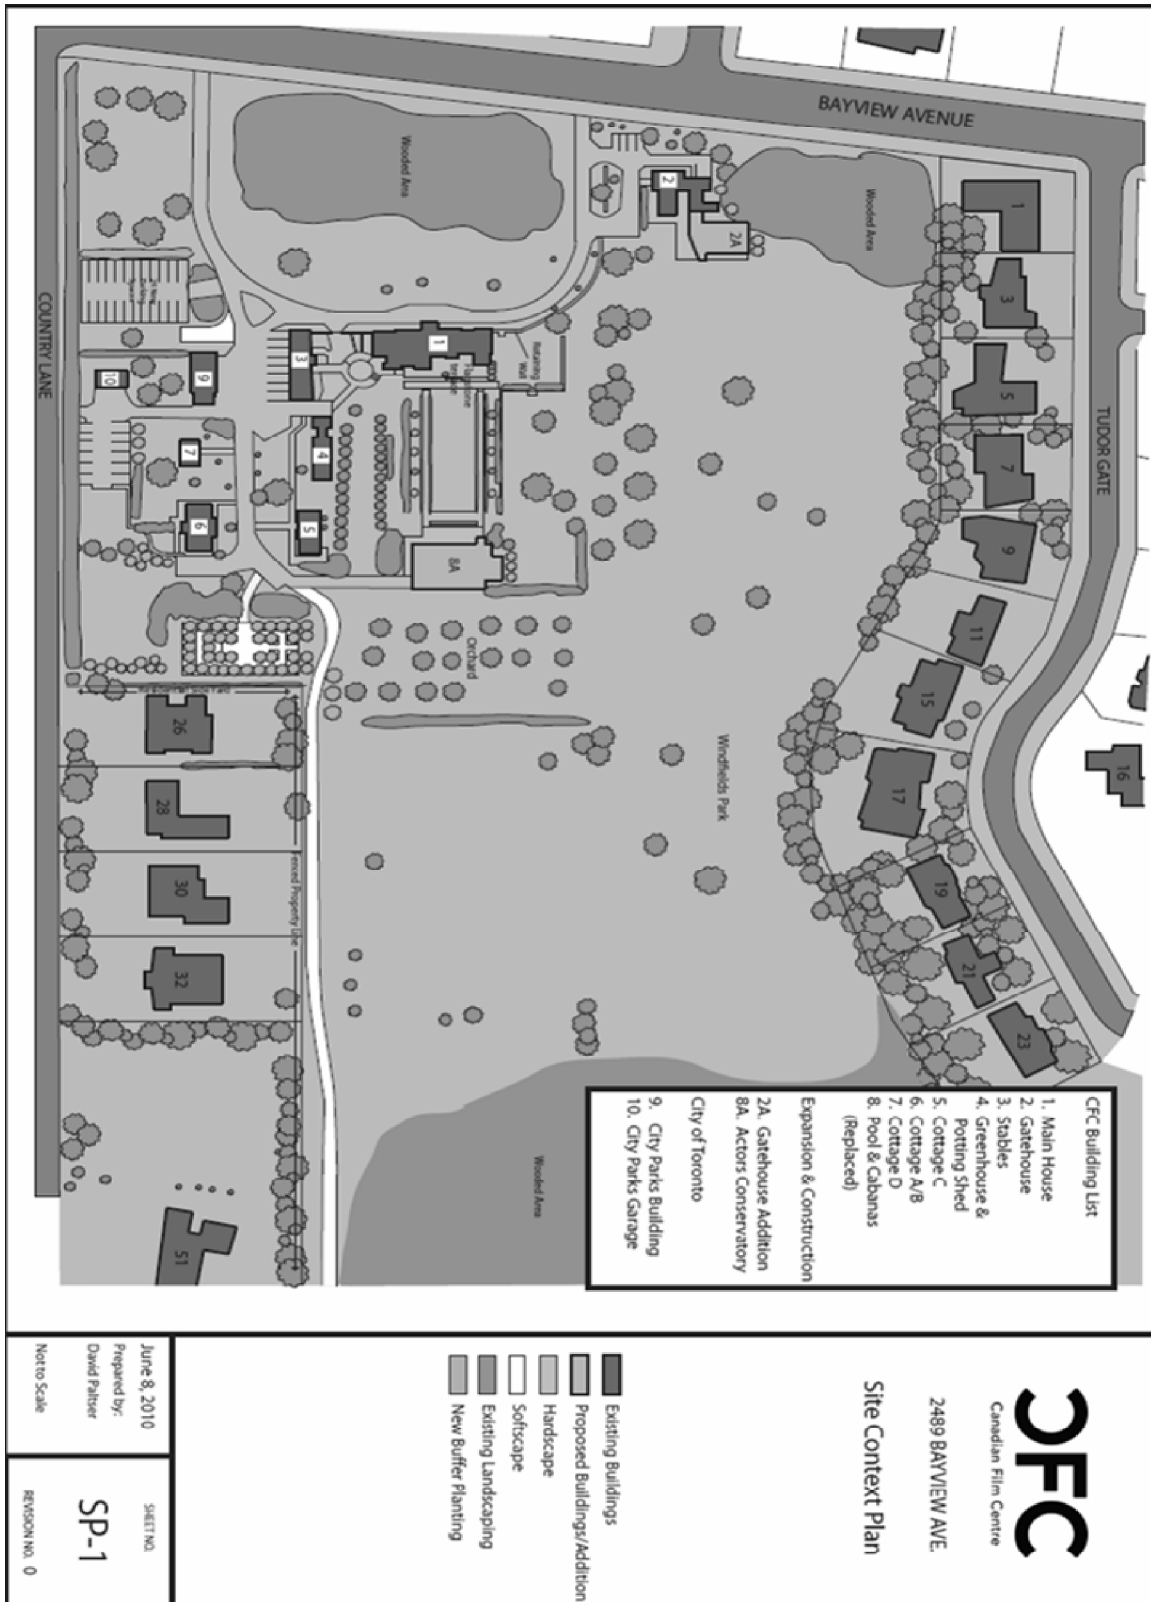 BAYVIEW AVENUE
TUDOR GATE
COUNTRY LANE
Wooded Area
Wooded Area
Wooded Area
Windfields Park
Orchard
Flagstone
terrace
Retaining
Wall
Fenced Property Line
1
2
2A
3
4
5
6
7
8A
9
10
1
3
5
7
9
11
15
17
19
21
23
16
26
28
30
32
51
CFC Building List
1. Main House
2. Gatehouse
3. Stables
4. Greenhouse &
Potting Shed
5. Cottage C
6. Cottage A/B
7. Cottage D
8. Pool & Cabanas
(Replaced)
Expansion & Construction
2A. Gatehouse Addition
8A. Actors Conservatory
City of Toronto
9. City Parks Building
10. City Parks Garage
CFC
Canadian Film Centre
2489 BAYVIEW AVE.
Site Context Plan
Existing Buildings
Proposed Buildings/Addition
Hardscape
Softscape
Existing Landscaping
New Buffer Planting
June 8, 2010
Prepared by:
David Paltser
Not to Scale
SHEET NO.
SP-1
REVISION NO. 0